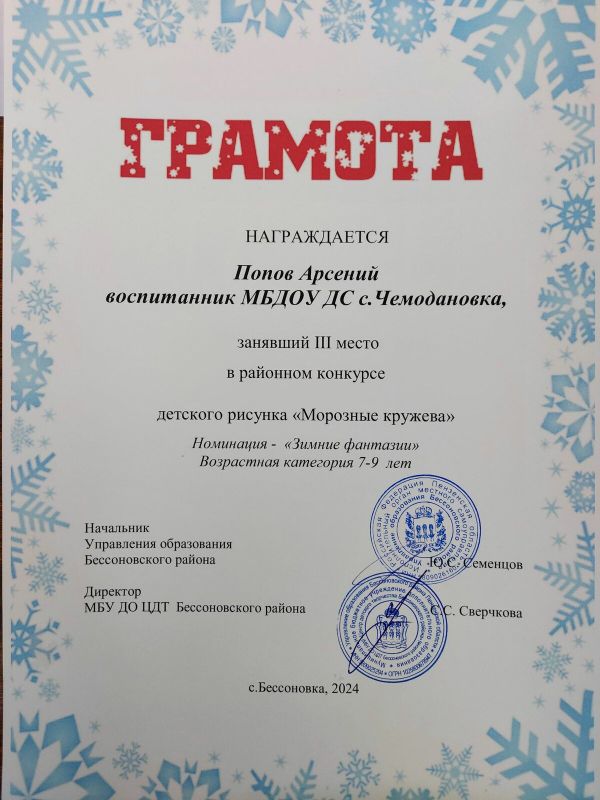 ГРАМОТА
НАГРАЖДАЕТСЯ
Попов Арсений
воспитанник МБДОУ ДС с.Чемодановка,
занявший III место
в районном конкурсе
детского рисунка «Морозные кружева»
Номинация - «Зимние фантазии»
Возрастная категория 7-9 лет
Начальник
Управления образования
Бессоновского района
Ю.С. Семенцов
Директор
МБУ ДО ЦДТ Бессоновского района
С.С. Сверчкова
с.Бессоновка, 2024